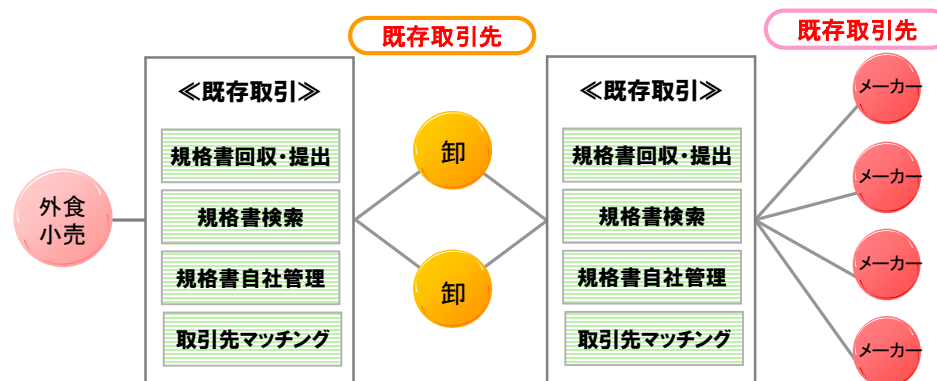 既存取引先
既存取引先
≪既存取引≫
規格書回収・提出
規格書検索
規格書自社管理
取引先マッチング
≪既存取引≫
規格書回収・提出
規格書検索
規格書自社管理
取引先マッチング
外食
小売
卸
卸
メーカー
メーカー
メーカー
メーカー